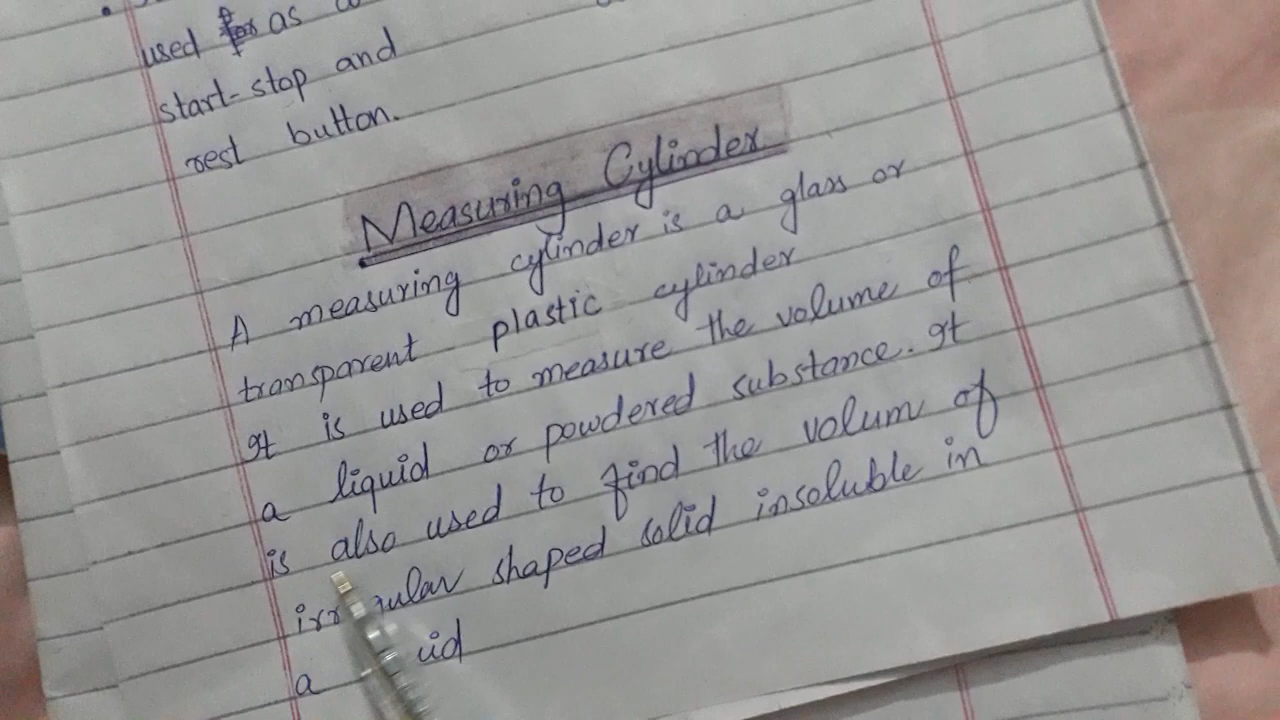 used as
start-stop and
rest button.
Measuring Cylinder
A measuring cylinder is a glass or
transparent plastic cylinder
It is used to measure the volume of
a liquid or powdered substance. It
is also used to find the volum of
shaped solid insoluble in
a